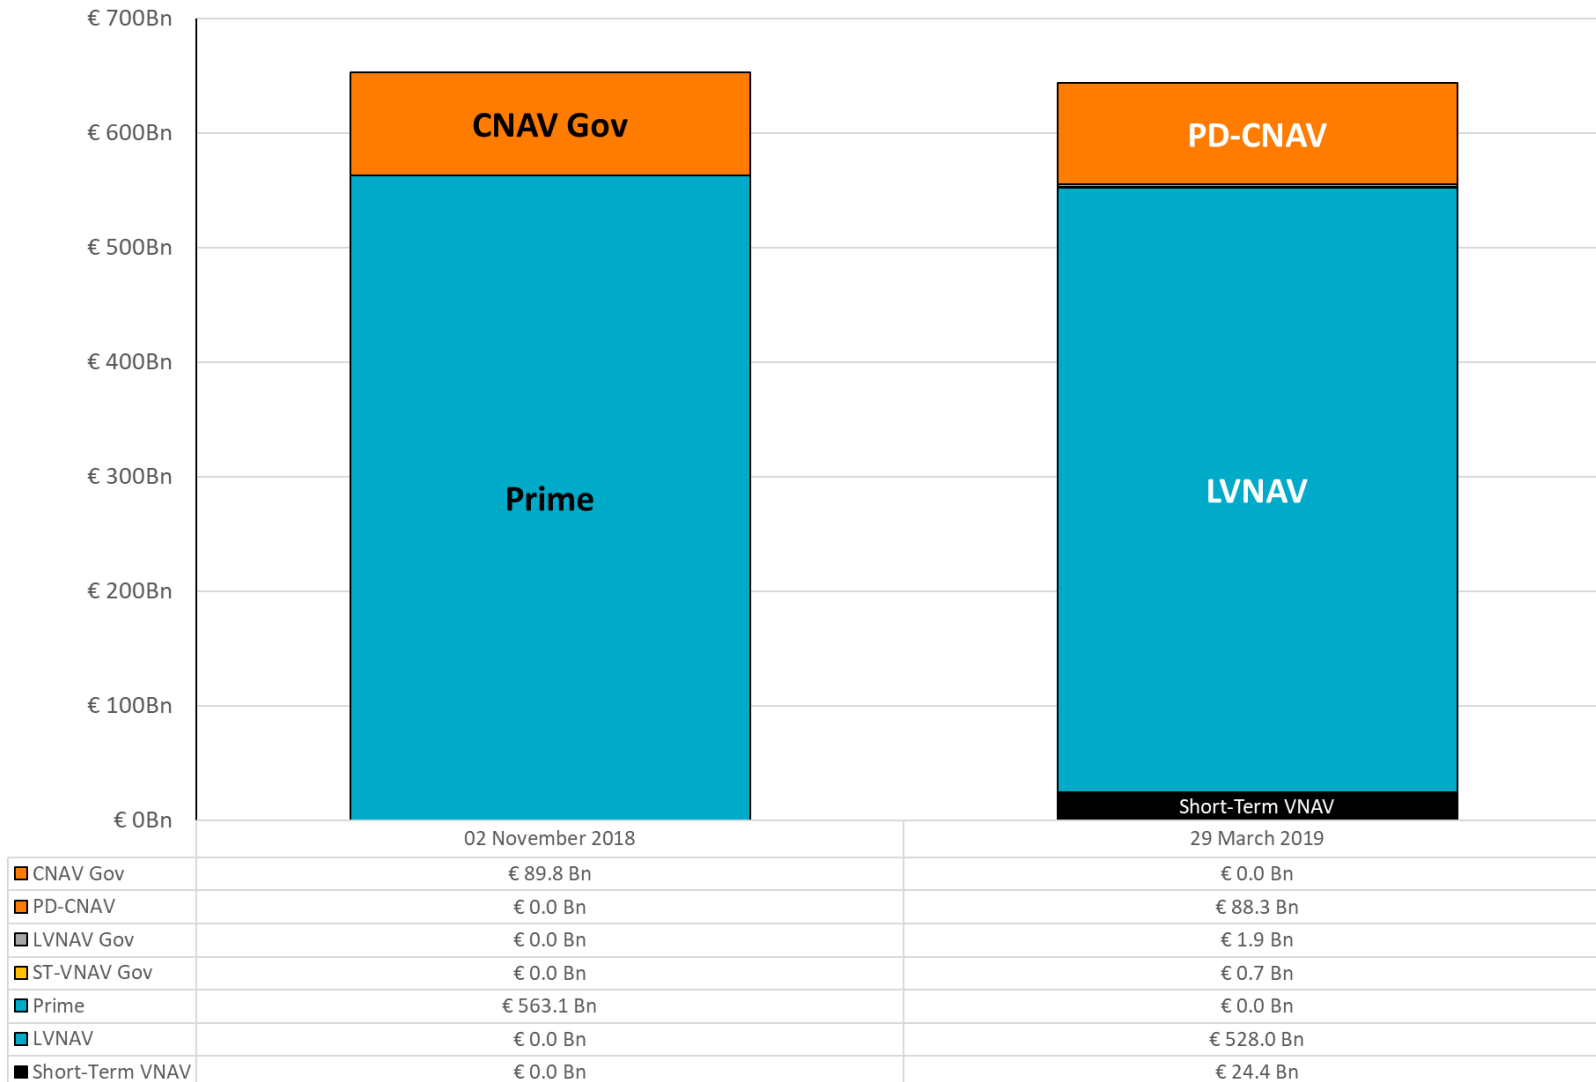 € 700Bn
€ 600Bn
€ 500Bn
€ 400Bn
€ 300Bn
€ 200Bn
€ 100Bn
€ 0Bn
CNAV Gov
Prime
PD-CNAV
LVNAV
Short-Term VNAV
02 November 2018 29 March 2019
CNAV Gov € 89.8 Bn € 0.0 Bn
PD-CNAV € 0.0 Bn € 88.3 Bn
LVNAV Gov € 0.0 Bn € 1.9 Bn
ST-VNAV Gov € 0.0 Bn € 0.7 Bn
Prime € 563.1 Bn € 0.0 Bn
LVNAV € 0.0 Bn € 528.0 Bn
Short-Term VNAV € 0.0 Bn € 24.4 Bn